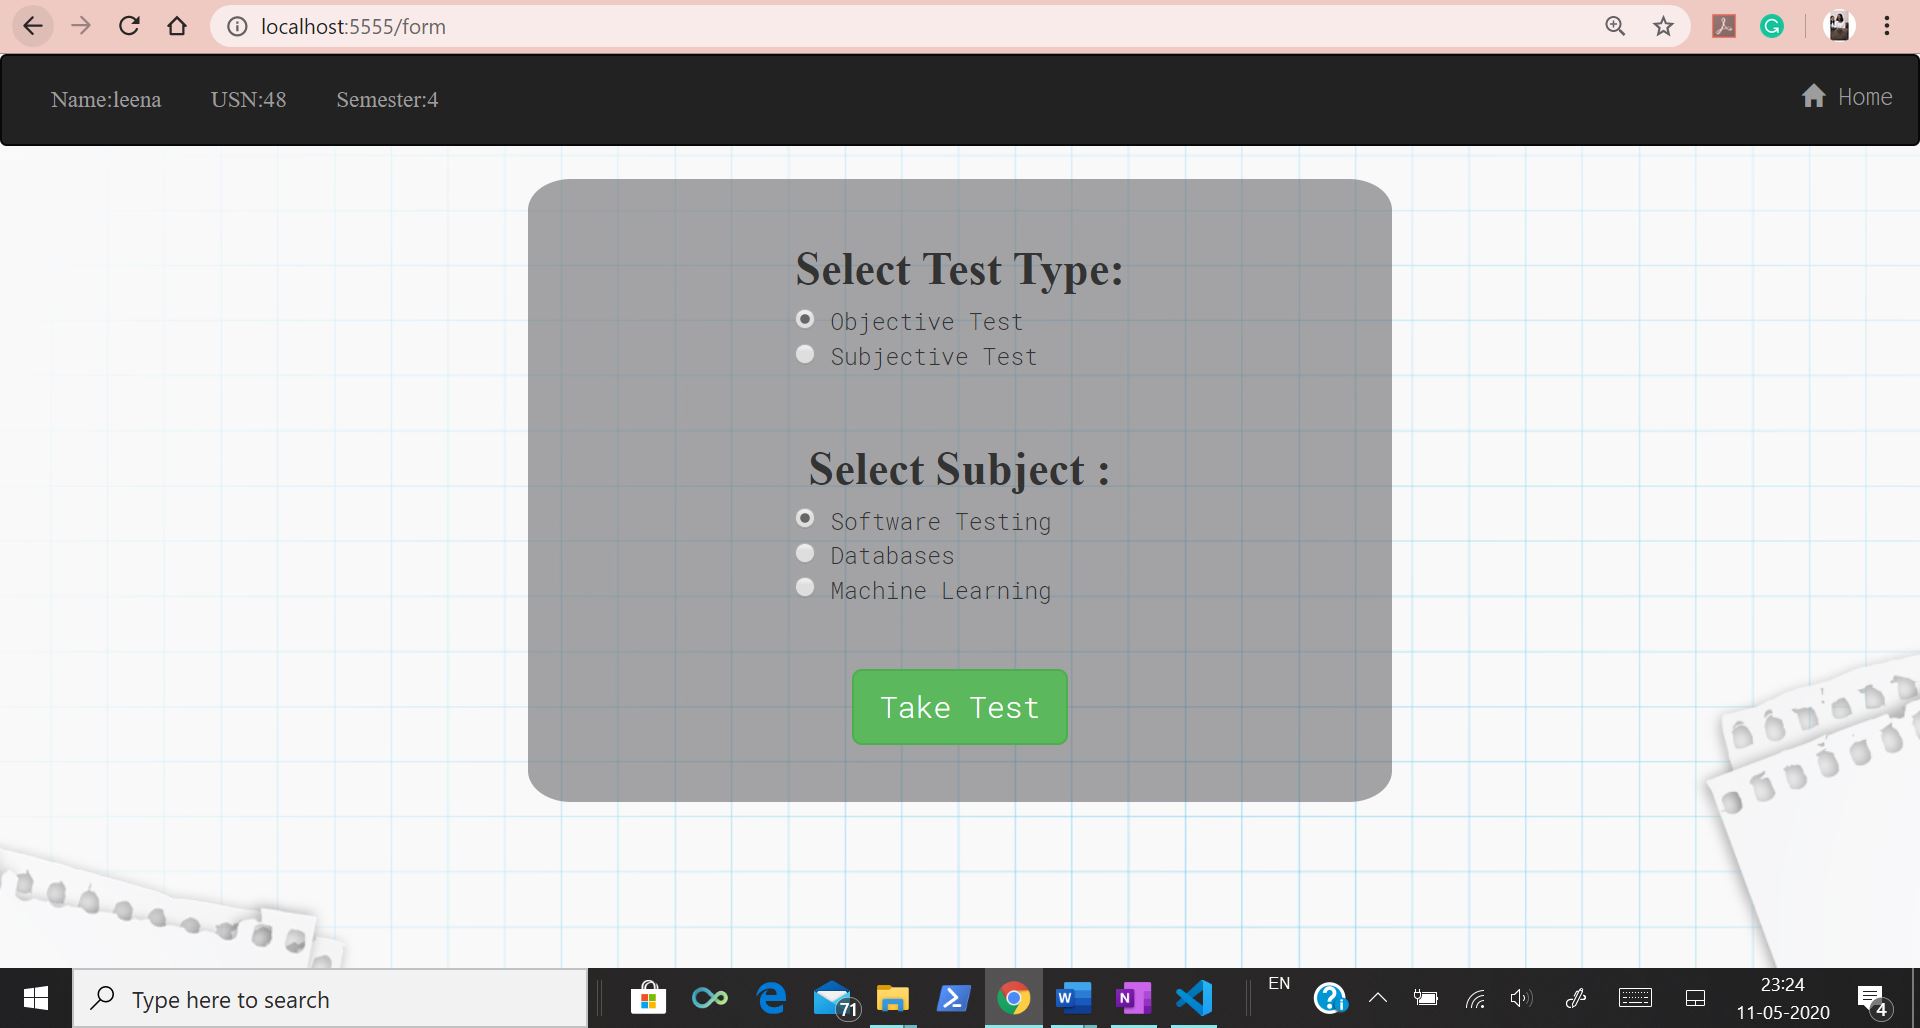 localhost:5555/form
Name:leena USN:48 Semester:4 Home
Select Test Type:
Objective Test
Subjective Test
Select Subject :
Software Testing
Databases
Machine Learning
Take Test
Type here to search
71
EN
23:24
11-05-2020
4